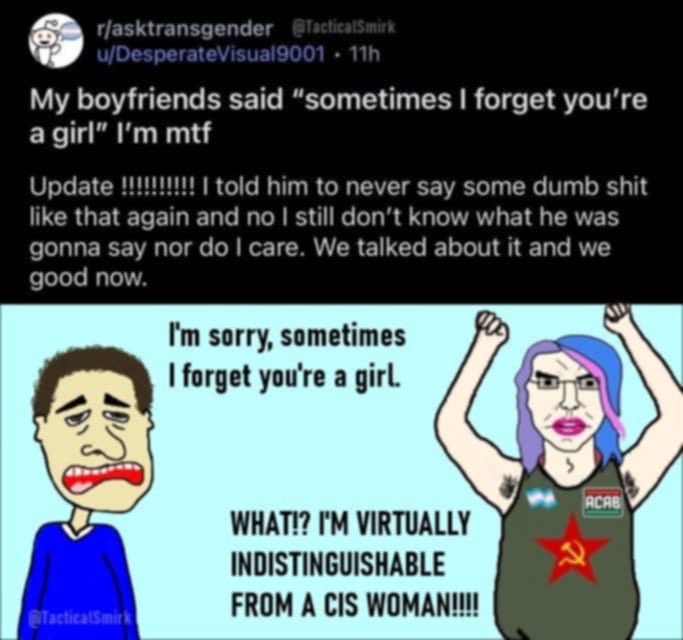 r/asktransgender @TacticalSmirk
u/DesperateVisual9001 · 11h
My boyfriends said “sometimes I forget you’re
a girl” I’m mtf
Update !!!!!!!!!! I told him to never say some dumb shit
like that again and no I still don’t know what he was
gonna say nor do I care. We talked about it and we
good now.
I'm sorry, sometimes
I forget you're a girl.
ACAB
WHAT!? I'M VIRTUALLY
INDISTINGUISHABLE
FROM A CIS WOMAN!!!!
@TacticalSmirk